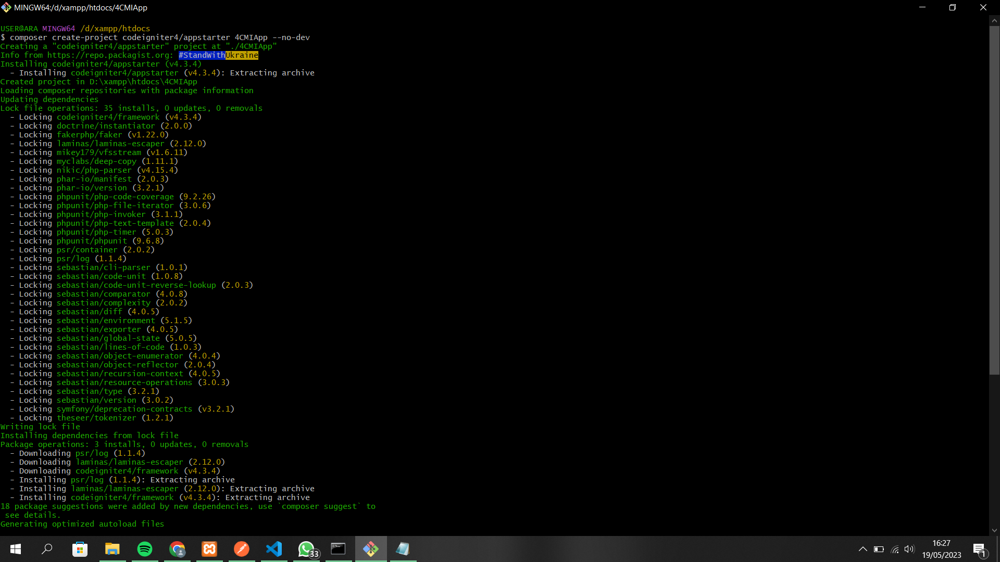 MINGW64:/d/xampp/htdocs/4CMIApp
USER@ARA MINGW64 /d/xampp/htdocs
$ composer create-project codeigniter4/appstarter 4CMIApp --no-dev
Creating a "codeigniter4/appstarter" project at "./4CMIApp"
Info from https://repo.packagist.org: #StandWithUkraine
Installing codeigniter4/appstarter (v4.3.4)
  - Installing codeigniter4/appstarter (v4.3.4): Extracting archive
Created project in D:\xampp\htdocs\4CMIApp
Loading composer repositories with package information
Updating dependencies
Lock file operations: 35 installs, 0 updates, 0 removals
  - Locking codeigniter4/framework (v4.3.4)
  - Locking doctrine/instantiator (2.0.0)
  - Locking fakerphp/faker (v1.22.0)
  - Locking laminas/laminas-escaper (2.12.0)
  - Locking mikey179/vfsstream (v1.6.11)
  - Locking myclabs/deep-copy (1.11.1)
  - Locking nikic/php-parser (v4.15.4)
  - Locking phar-io/manifest (2.0.3)
  - Locking phar-io/version (3.2.1)
  - Locking phpunit/php-code-coverage (9.2.26)
  - Locking phpunit/php-file-iterator (3.0.6)
  - Locking phpunit/php-invoker (3.1.1)
  - Locking phpunit/php-text-template (2.0.4)
  - Locking phpunit/php-timer (5.0.3)
  - Locking phpunit/phpunit (9.6.8)
  - Locking psr/container (2.0.2)
  - Locking psr/log (1.1.4)
  - Locking sebastian/cli-parser (1.0.1)
  - Locking sebastian/code-unit (1.0.8)
  - Locking sebastian/code-unit-reverse-lookup (2.0.3)
  - Locking sebastian/comparator (4.0.8)
  - Locking sebastian/complexity (2.0.2)
  - Locking sebastian/diff (4.0.5)
  - Locking sebastian/environment (5.1.5)
  - Locking sebastian/exporter (4.0.5)
  - Locking sebastian/global-state (5.0.5)
  - Locking sebastian/lines-of-code (1.0.3)
  - Locking sebastian/object-enumerator (4.0.4)
  - Locking sebastian/object-reflector (2.0.4)
  - Locking sebastian/recursion-context (4.0.5)
  - Locking sebastian/resource-operations (3.0.3)
  - Locking sebastian/type (3.2.1)
  - Locking sebastian/version (3.0.2)
  - Locking symfony/deprecation-contracts (v3.2.1)
  - Locking theseer/tokenizer (1.2.1)
Writing lock file
Installing dependencies from lock file
Package operations: 3 installs, 0 updates, 0 removals
  - Downloading psr/log (1.1.4)
  - Downloading laminas/laminas-escaper (2.12.0)
  - Downloading codeigniter4/framework (v4.3.4)
  - Installing psr/log (1.1.4): Extracting archive
  - Installing laminas/laminas-escaper (2.12.0): Extracting archive
  - Installing codeigniter4/framework (v4.3.4): Extracting archive
18 package suggestions were added by new dependencies, use `composer suggest` to
 see details.
Generating optimized autoload files
33
16:27
19/05/2023
1